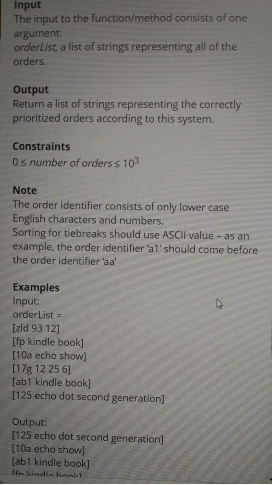 Input
The input to the function/method consists of one
argument:
orderList, a list of strings representing all of the
orders.
Output
Return a list of strings representing the correctly
prioritized orders according to this system.
Constraints
0 ≤ number of orders ≤ 10³
Note
The order identifier consists of only lower case
English characters and numbers.
Sorting for tiebreaks should use ASCII value – as an
example, the order identifier 'a1' should come before
the order identifier 'aa'
Examples
Input:
orderList =
[zld 93 12]
[fp kindle book]
[10a echo show]
[17g 12 25 6]
[ab1 kindle book]
[125 echo dot second generation]
Output:
[125 echo dot second generation]
[10a echo show]
[ab1 kindle book]
[fp kindle book]